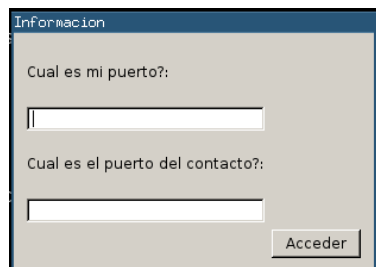 Informacion
Cual es mi puerto?:
Cual es el puerto del contacto?:
Acceder